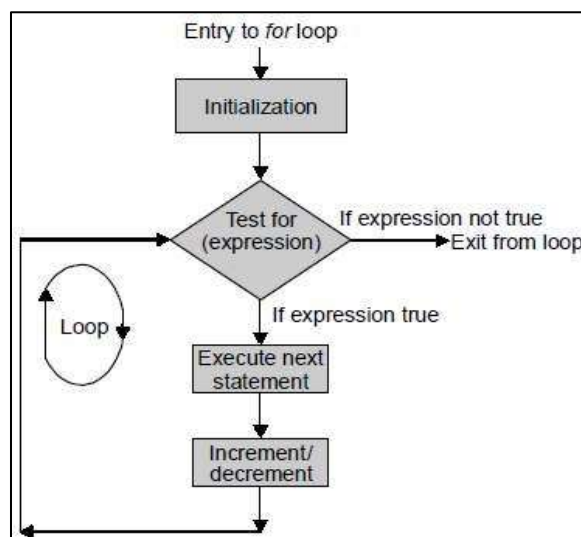 Entry to for loop
Initialization
Test for
(expression)
If expression not true
Exit from loop
If expression true
Loop
Execute next
statement
Increment/
decrement